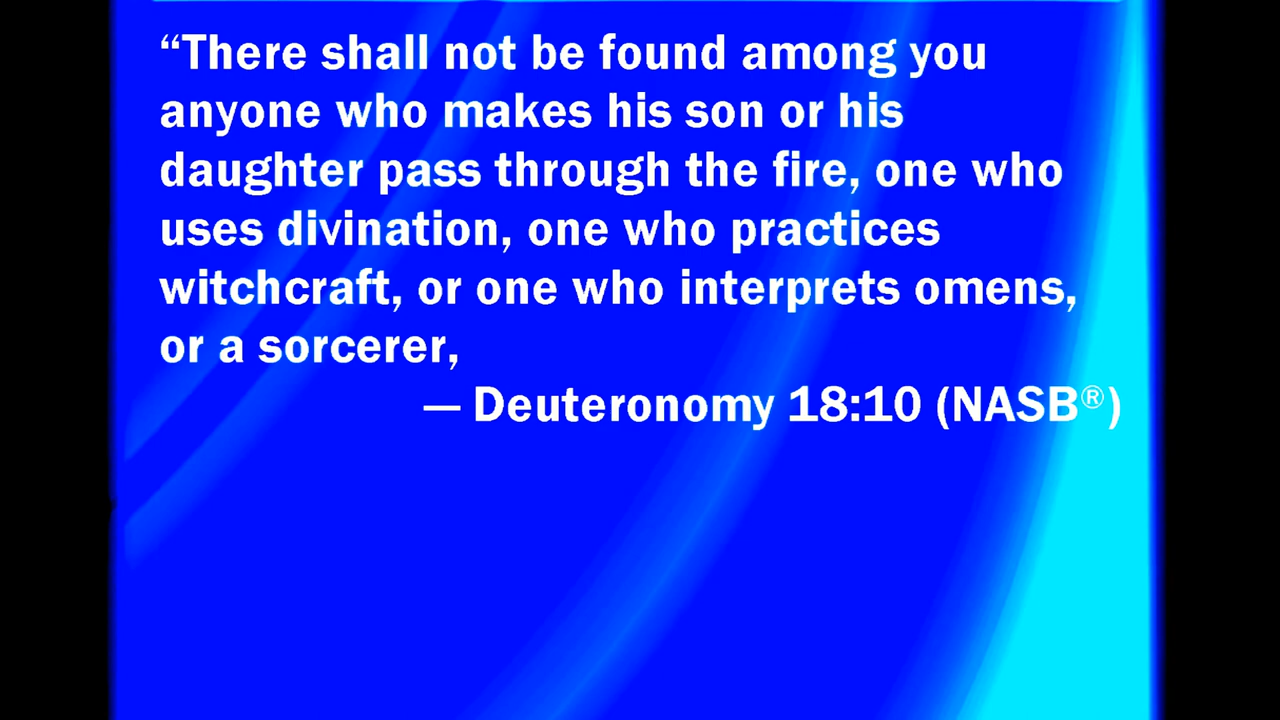 “There shall not be found among you
anyone who makes his son or his
daughter pass through the fire, one who
uses divination, one who practices
witchcraft, or one who interprets omens,
or a sorcerer,
— Deuteronomy 18:10 (NASB®)